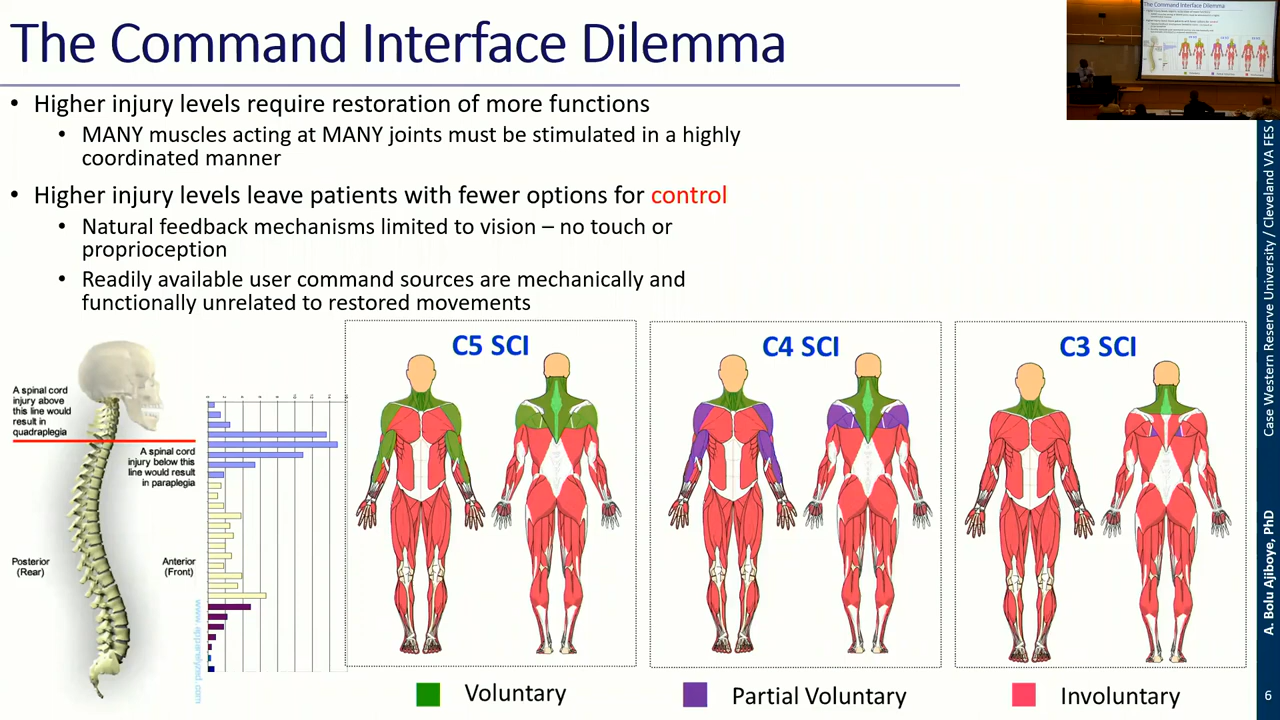 The Command Interface Dilemma
• Higher injury levels require restoration of more functions
• MANY muscles acting at MANY joints must be stimulated in a highly
coordinated manner
• Higher injury levels leave patients with fewer options for control
• Natural feedback mechanisms limited to vision – no touch or
proprioception
• Readily available user command sources are mechanically and
functionally unrelated to restored movements
A spinal cord
injury above
this line would
result in
quadraplegia
A spinal cord
injury below this
line would result
in paraplegia
Posterior
(Rear)
Anterior
(Front)
C5 SCI
C4 SCI
C3 SCI
Voluntary
Partial Voluntary
Involuntary
The Command Interface Dilemma
Case Western Reserve University / Cleveland VA FES
A. Bolu Ajiboye, PhD
6